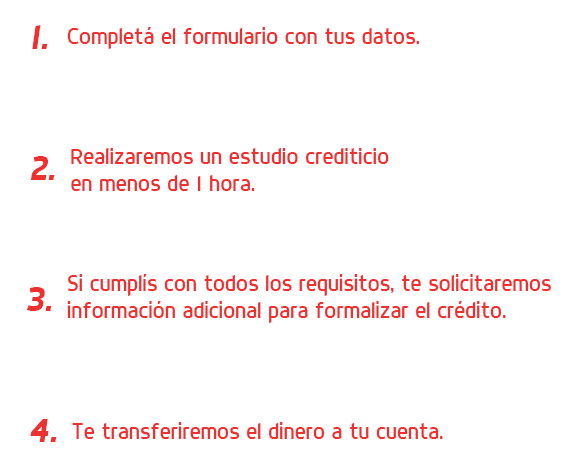 1. Completá el formulario con tus datos.
2. Realizaremos un estudio crediticio
en menos de 1 hora.
3. Si cumplís con todos los requisitos, te solicitaremos
información adicional para formalizar el crédito.
4. Te transferiremos el dinero a tu cuenta.